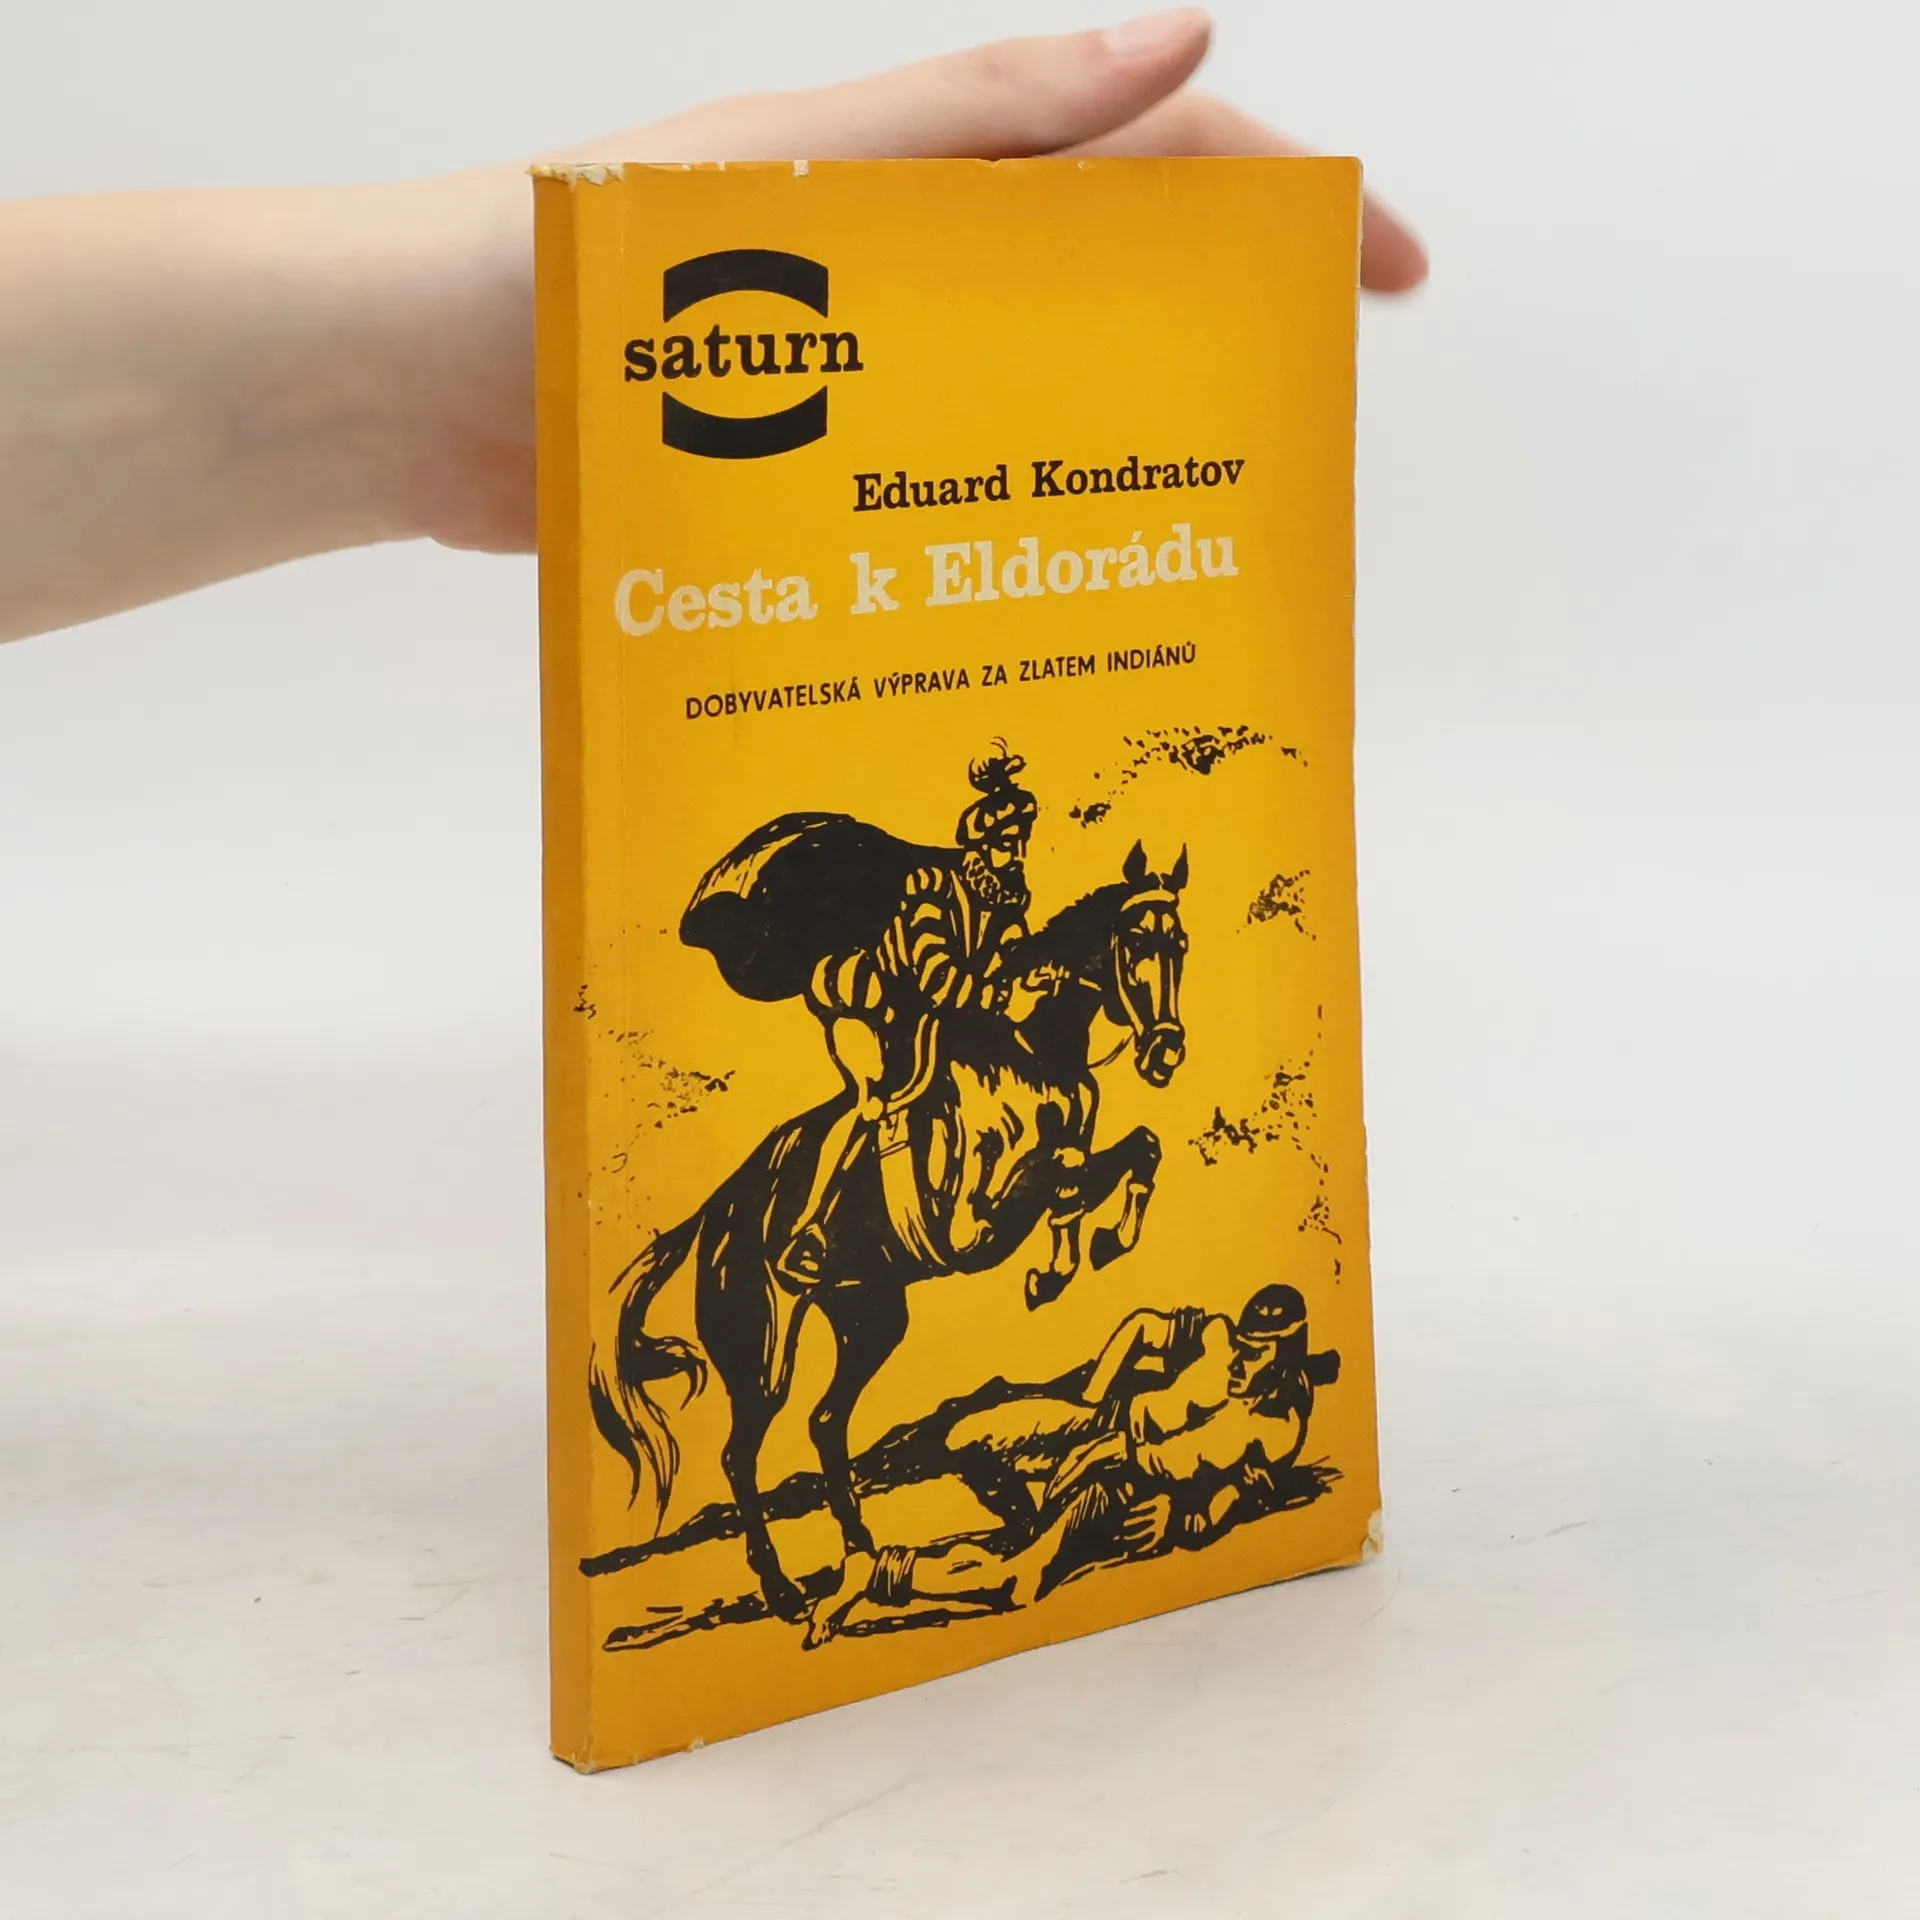 saturn
Eduard Kondratov
Cesta k Eldorádu
DOBYVATELSKÁ VÝPRAVA ZA ZLATEM INDIÁNŮ